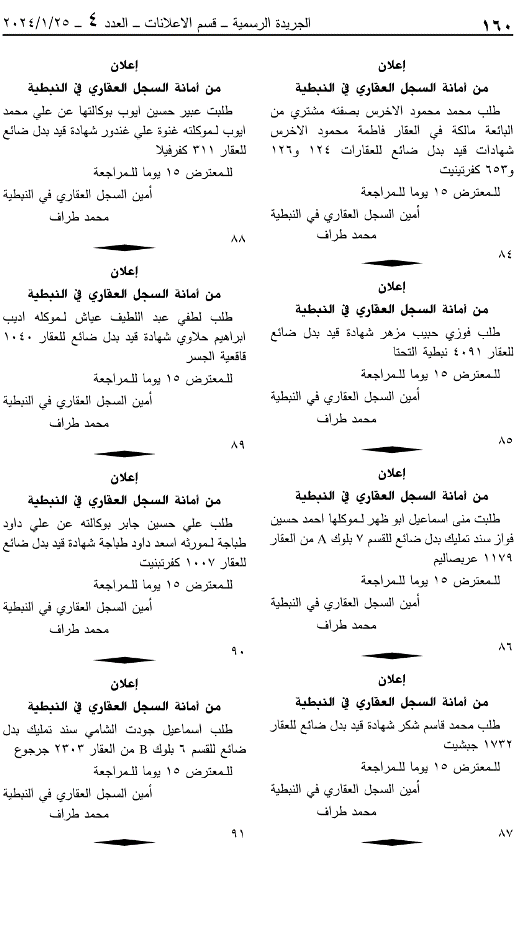 ١٦٠
الجريدة الرسمية ــ قسم الاعلانات ــ العدد ٤ ــ ٢٠٢٤/١/٢٥
إعلان
من أمانة السجل العقاري في النبطية
طلب محمد محمود الاخرس بصفته مشتري من
البائعة مالكة في العقار فاطمة محمود الاخرس
شهادات قيد بدل ضائع للعقارات ١٢٤ و١٢٦
و٦٥٣ كفرتبنيت
للمعترض ١٥ يوما للمراجعة
أمين السجل العقاري في النبطية
محمد طراف
٨٤
إعلان
من أمانة السجل العقاري في النبطية
طلب فوزي حبيب مزهر شهادة قيد بدل ضائع
للعقار ٤٠٩١ نبطية التحتا
للمعترض ١٥ يوما للمراجعة
أمين السجل العقاري في النبطية
محمد طراف
٨٥
إعلان
من أمانة السجل العقاري في النبطية
طلبت منى اسماعيل ابو ظهر لموكلها احمد حسين
فواز سند تمليك بدل ضائع للقسم ٧ بلوك A من العقار
١١٧٩ عربصاليم
للمعترض ١٥ يوما للمراجعة
أمين السجل العقاري في النبطية
محمد طراف
٨٦
إعلان
من أمانة السجل العقاري في النبطية
طلب محمد قاسم شكر شهادة قيد بدل ضائع للعقار
١٧٣٢ جبشيت
للمعترض ١٥ يوما للمراجعة
أمين السجل العقاري في النبطية
محمد طراف
٨٧
إعلان
من أمانة السجل العقاري في النبطية
طلبت عبير حسين ايوب بوكالتها عن علي محمد
ايوب لموكلته غنوة علي غندور شهادة قيد بدل ضائع
للعقار ٣١١ كفرفيلا
للمعترض ١٥ يوما للمراجعة
أمين السجل العقاري في النبطية
محمد طراف
٨٨
إعلان
من أمانة السجل العقاري في النبطية
طلب لطفي عبد اللطيف عياش لموكله اديب
ابراهيم حلاوي شهادة قيد بدل ضائع للعقار ١٠٤٠
قاقعية الجسر
للمعترض ١٥ يوما للمراجعة
أمين السجل العقاري في النبطية
محمد طراف
٨٩
إعلان
من أمانة السجل العقاري في النبطية
طلب علي حسين جابر بوكالته عن علي داود
طباجة لمورثه اسعد داود طباجة شهادة قيد بدل ضائع
للعقار ١٠٠٧ كفرتبنيت
للمعترض ١٥ يوما للمراجعة
أمين السجل العقاري في النبطية
محمد طراف
٩٠
إعلان
من أمانة السجل العقاري في النبطية
طلب اسماعيل جودت الشامي سند تمليك بدل
ضائع للقسم ٦ بلوك B من العقار ٢٣٠٣ جرجوع
للمعترض ١٥ يوما للمراجعة
أمين السجل العقاري في النبطية
محمد طراف
٩١